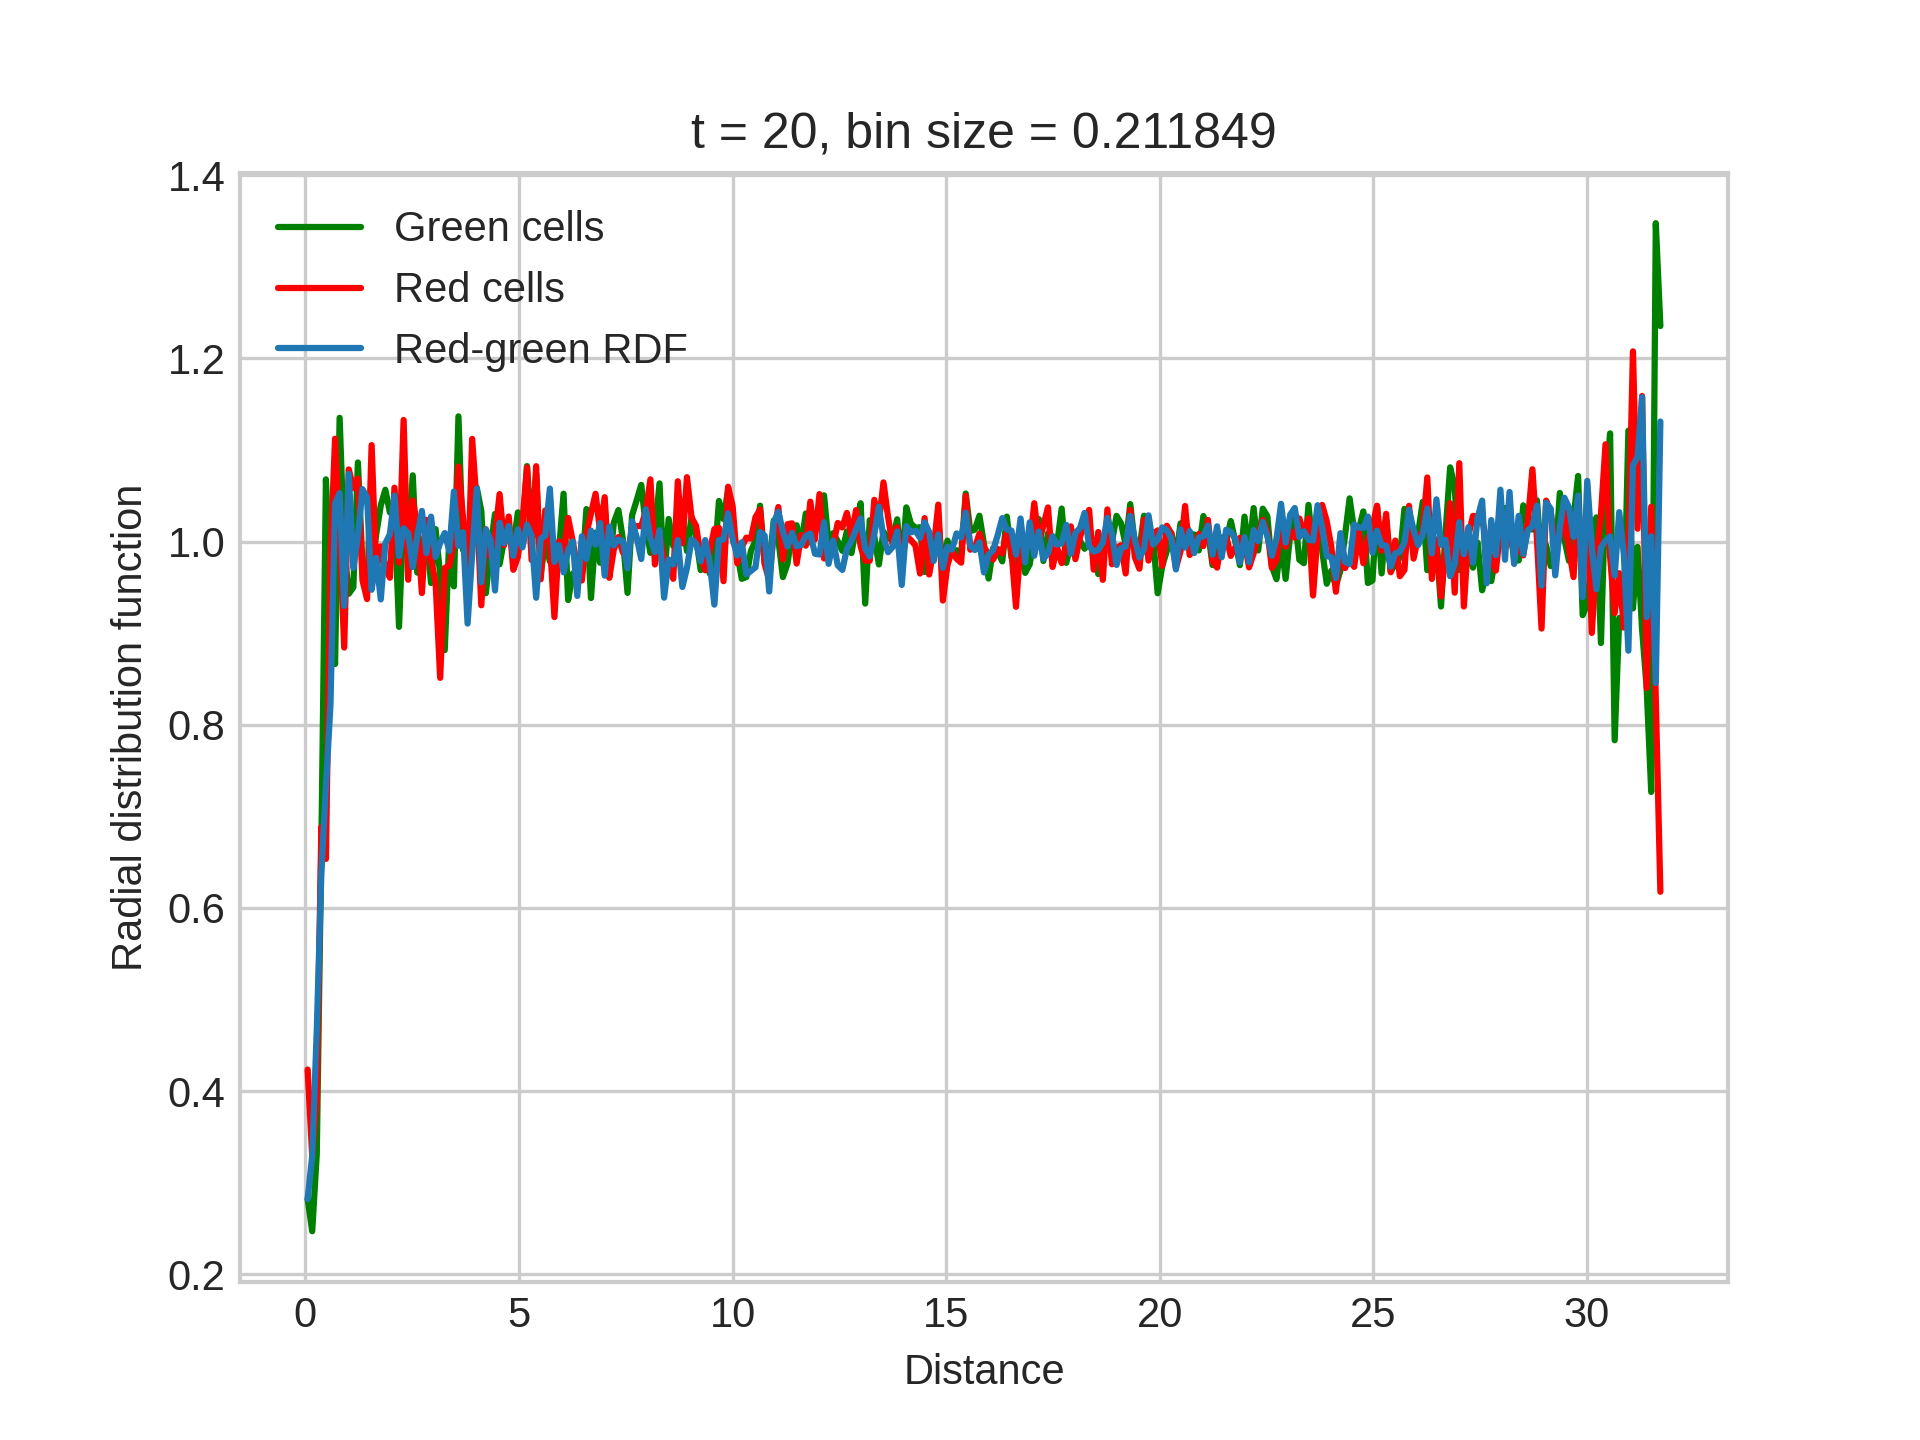 t = 20, bin size = 0.211849
1.4
1.2
1.0
0.8
0.6
0.4
0.2
Radial distribution function
Green cells
Red cells
Red-green RDF
0 5 10 15 20 25 30
Distance